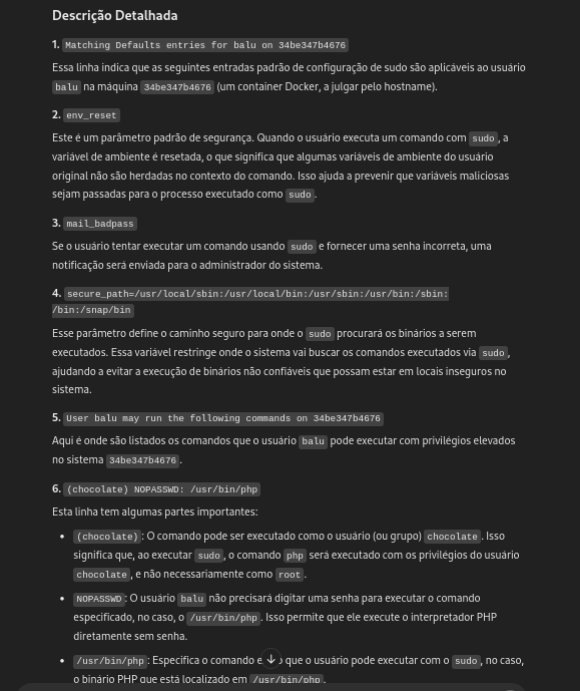 Descrição Detalhada
1. Matching Defaults entries for balu on 34be347b4676
Essa linha indica que as seguintes entradas padrão de configuração de sudo são aplicáveis ao usuário
balu na máquina 34be347b4676 (um container Docker, a julgar pelo hostname).
2. env_reset
Este é um parâmetro padrão de segurança. Quando o usuário executa um comando com sudo, a
variável de ambiente é resetada, o que significa que algumas variáveis de ambiente do usuário
original não são herdadas no contexto do comando. Isso ajuda a prevenir que variáveis maliciosas
sejam passadas para o processo executado como sudo.
3. mail_badpass
Se o usuário tentar executar um comando usando sudo e fornecer uma senha incorreta, uma
notificação será enviada para o administrador do sistema.
4. secure_path=/usr/local/sbin:/usr/local/bin:/usr/sbin:/usr/bin:/sbin:
/bin:/snap/bin
Esse parâmetro define o caminho seguro para onde o sudo procurará os binários a serem
executados. Essa variável restringe onde o sistema vai buscar os comandos executados via sudo,
ajudando a evitar a execução de binários não confiáveis que possam estar em locais inseguros no
sistema.
5. User balu may run the following commands on 34be347b4676
Aqui é onde são listados os comandos que o usuário balu pode executar com privilégios elevados
no sistema 34be347b4676.
6. (chocolate) NOPASSWD: /usr/bin/php
Esta linha tem algumas partes importantes:
• (chocolate): O comando pode ser executado como o usuário (ou grupo) chocolate. Isso
significa que, ao executar sudo, o comando php será executado com os privilégios do usuário
chocolate, e não necessariamente como root.
• NOPASSWD: O usuário balu não precisará digitar uma senha para executar o comando
especificado, no caso, o /usr/bin/php. Isso permite que ele execute o interpretador PHP
diretamente sem senha.
• /usr/bin/php: Especifica o comando e que o usuário pode executar com o sudo, no caso,
o binário PHP que está localizado em /usr/bin/php.